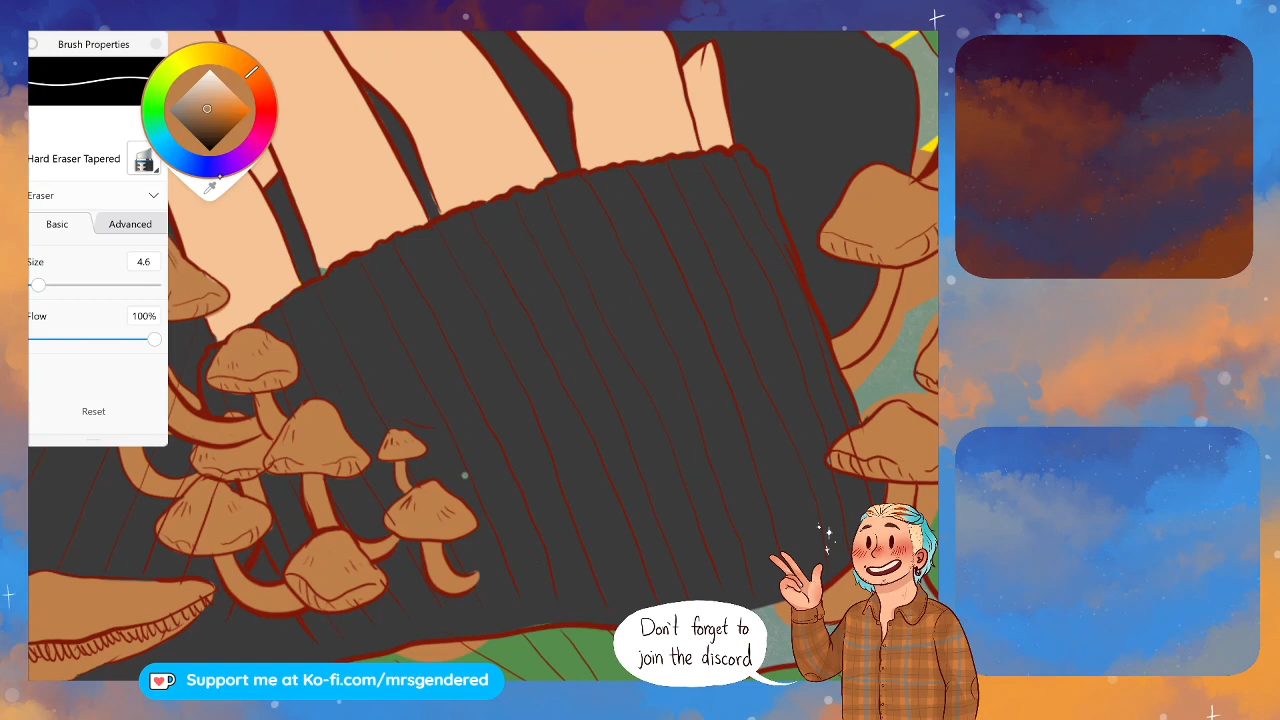 Brush Properties
Hard Eraser Tapered
Eraser
Basic
Advanced
Size
4.6
Flow
100%
Reset
Don't forget to
join the discord
Support me at Ko-fi.com/mrsgendered